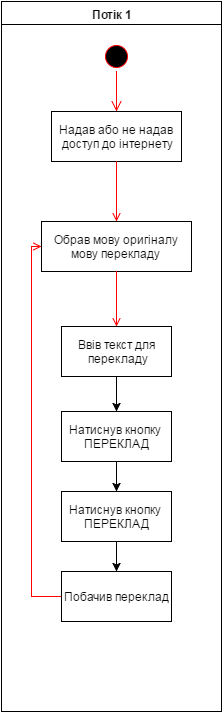 Потік 1
Надав або не надав
доступ до інтернету
Обрав мову оригіналу
мову перекладу
Ввів текст для
перекладу
Натиснув кнопку
ПЕРЕКЛАД
Натиснув кнопку
ПЕРЕКЛАД
Побачив переклад